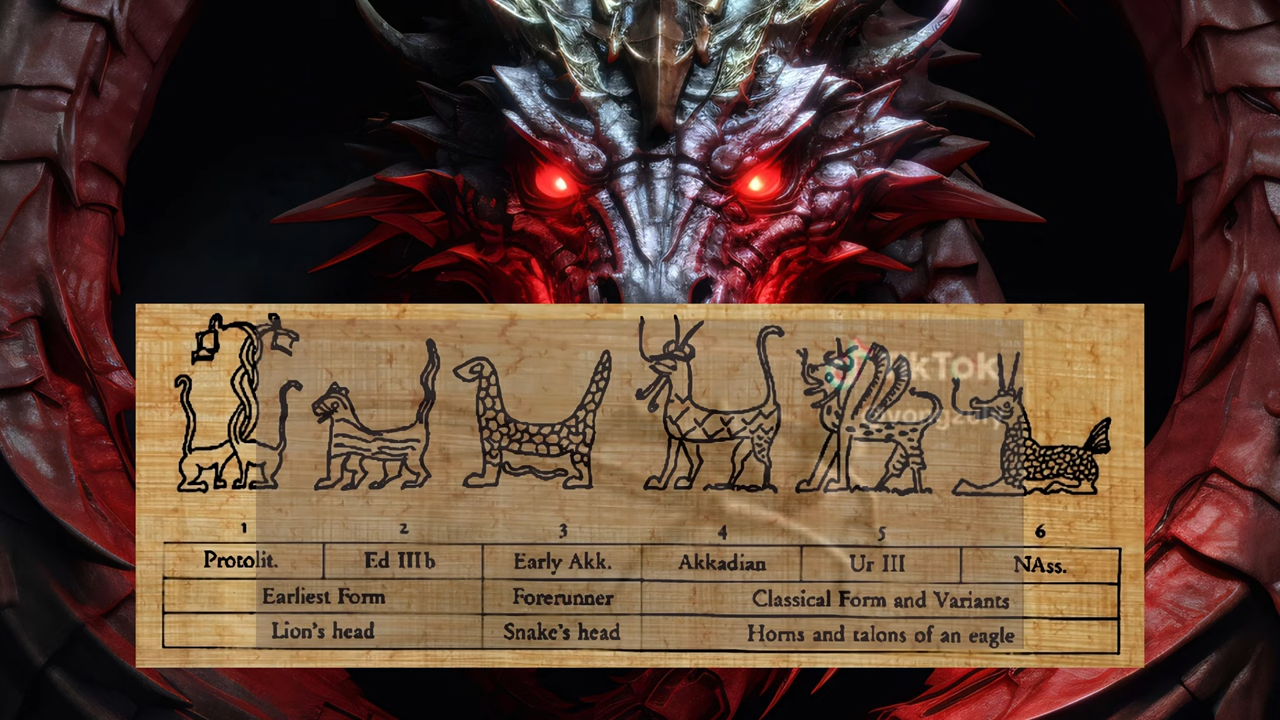 1 2 3 4 5 6
Protolit. Ed IIIb Early Akk. Akkadian Ur III NAss.
Earliest Form Forerunner Classical Form and Variants
Lion's head Snake's head Horns and talons of an eagle
TikTok